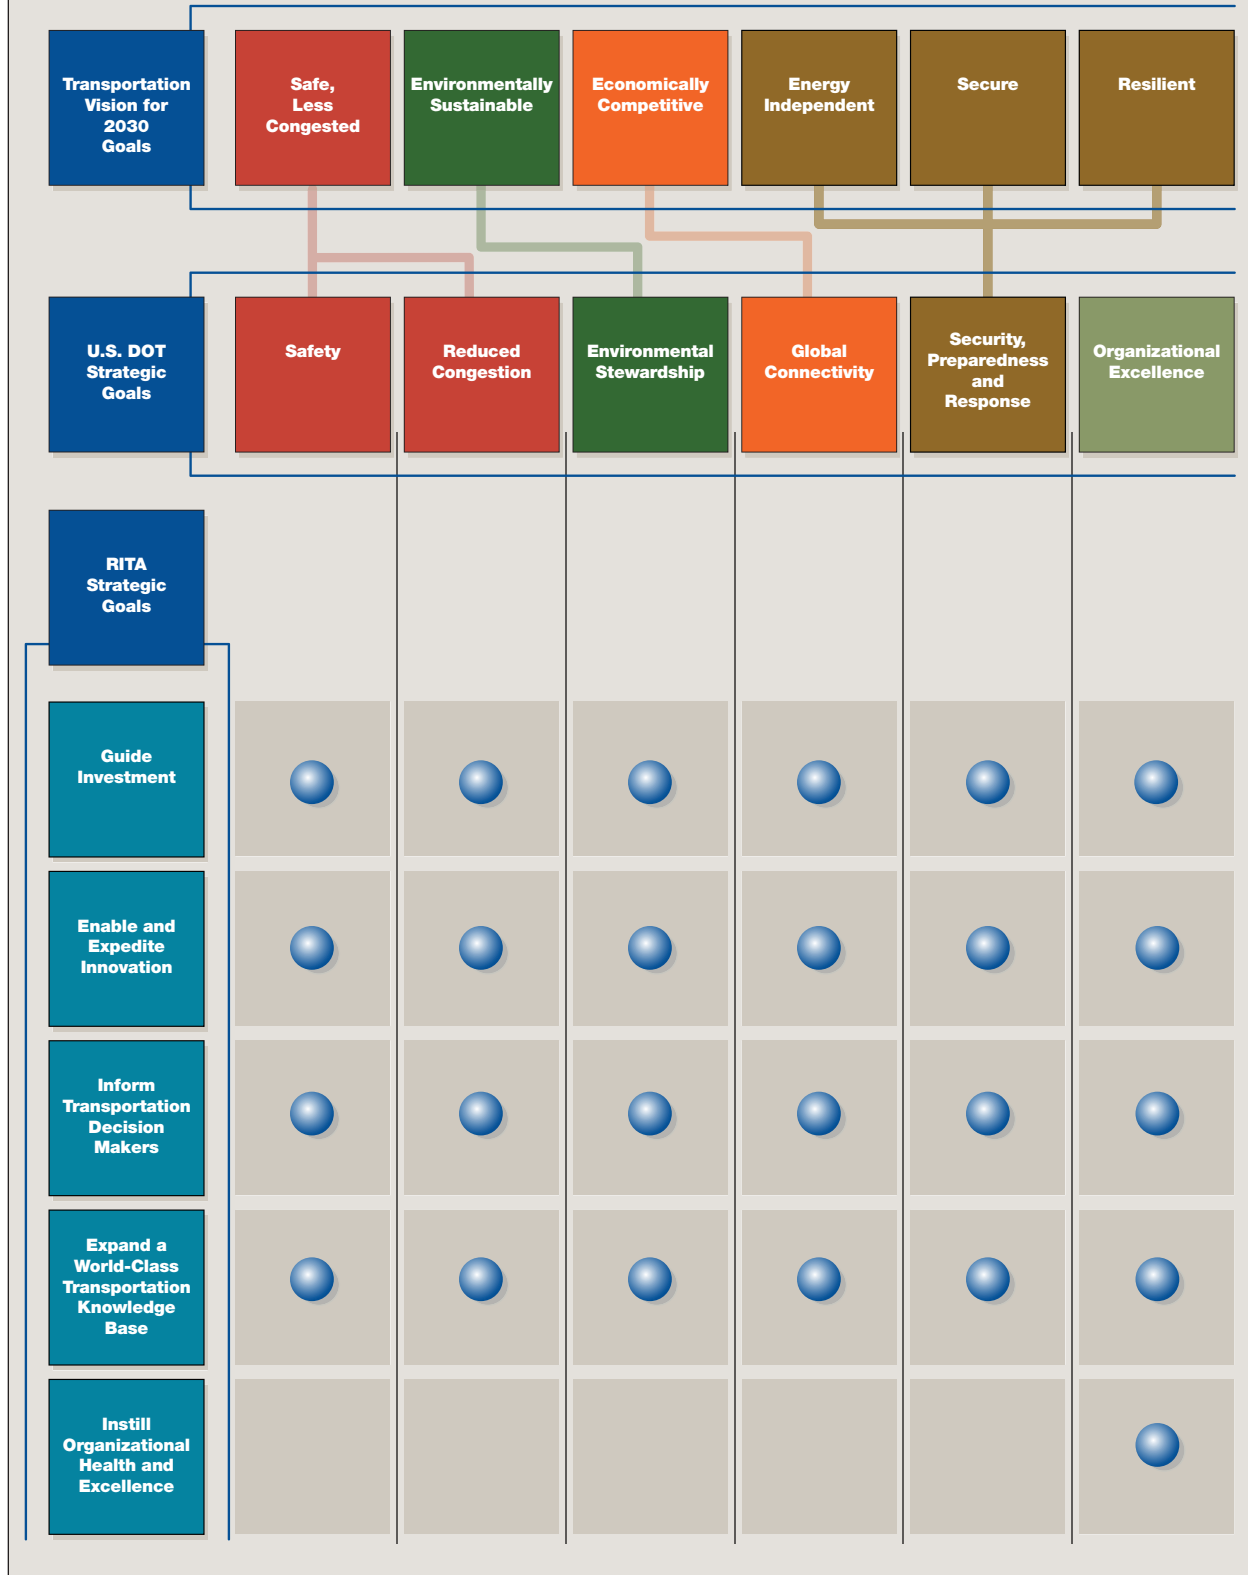 Transportation
Vision for
2030
Goals
Safe,
Less
Congested
Environmentally
Sustainable
Economically
Competitive
Energy
Independent
Secure
Resilient
U.S. DOT
Strategic
Goals
Safety
Reduced
Congestion
Environmental
Stewardship
Global
Connectivity
Security,
Preparedness
and
Response
Organizational
Excellence
RITA
Strategic
Goals
Guide
Investment
Enable and
Expedite
Innovation
Inform
Transportation
Decision
Makers
Expand a
World-Class
Transportation
Knowledge
Base
Instill
Organizational
Health and
Excellence